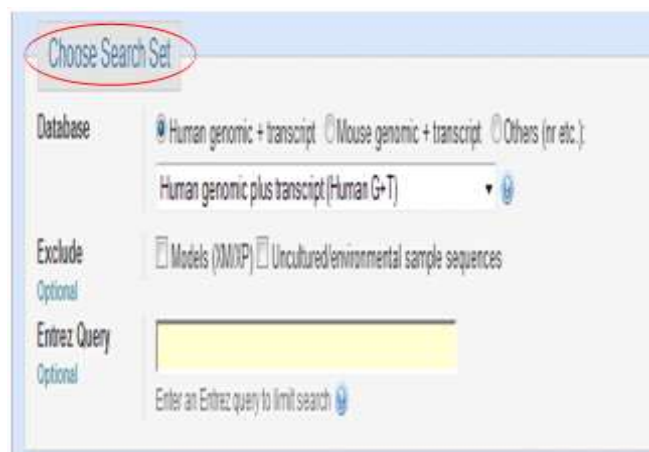 Choose Search Set
Database Human genomic + transcript Mouse genomic + transcript Others (nr etc.):
Human genomic plus transcript (Human G+T)
Exclude Models (XM/XP) Uncultured/environmental sample sequences
Optional
Entrez Query
Optional
Enter an Entrez query to limit search